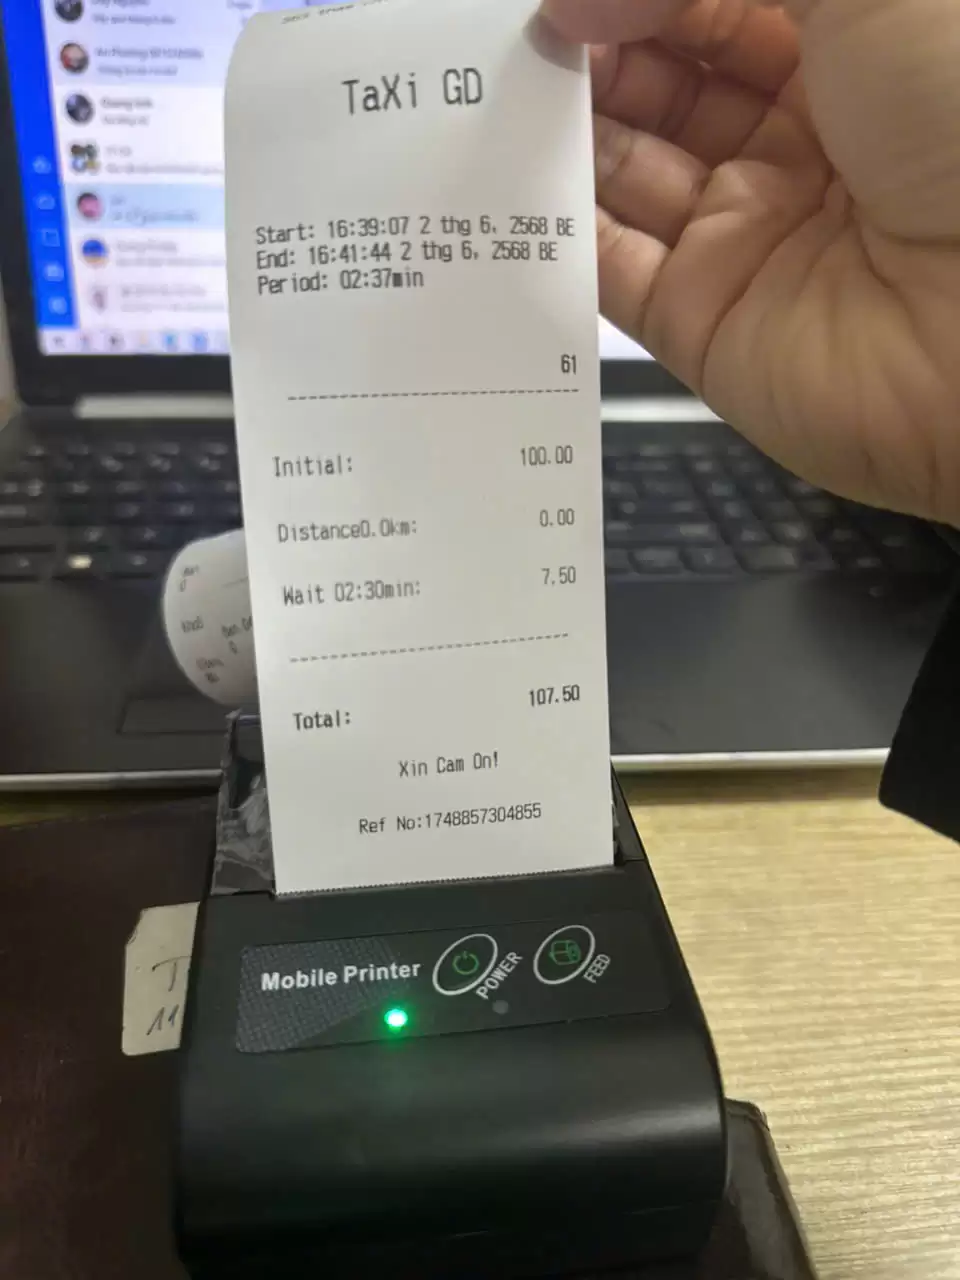 TaXi GD
Start: 16:39:07 2 thg 6, 2568 BE
End: 16:41:44 2 thg 6, 2568 BE
Period: 02:37min
61
Initial: 100.00
Distance0.0km: 0.00
Wait 02:30min: 7.50
Total: 107.50
Xin Cam On!
Ref No:1748857304855
Mobile Printer
POWER
FEED